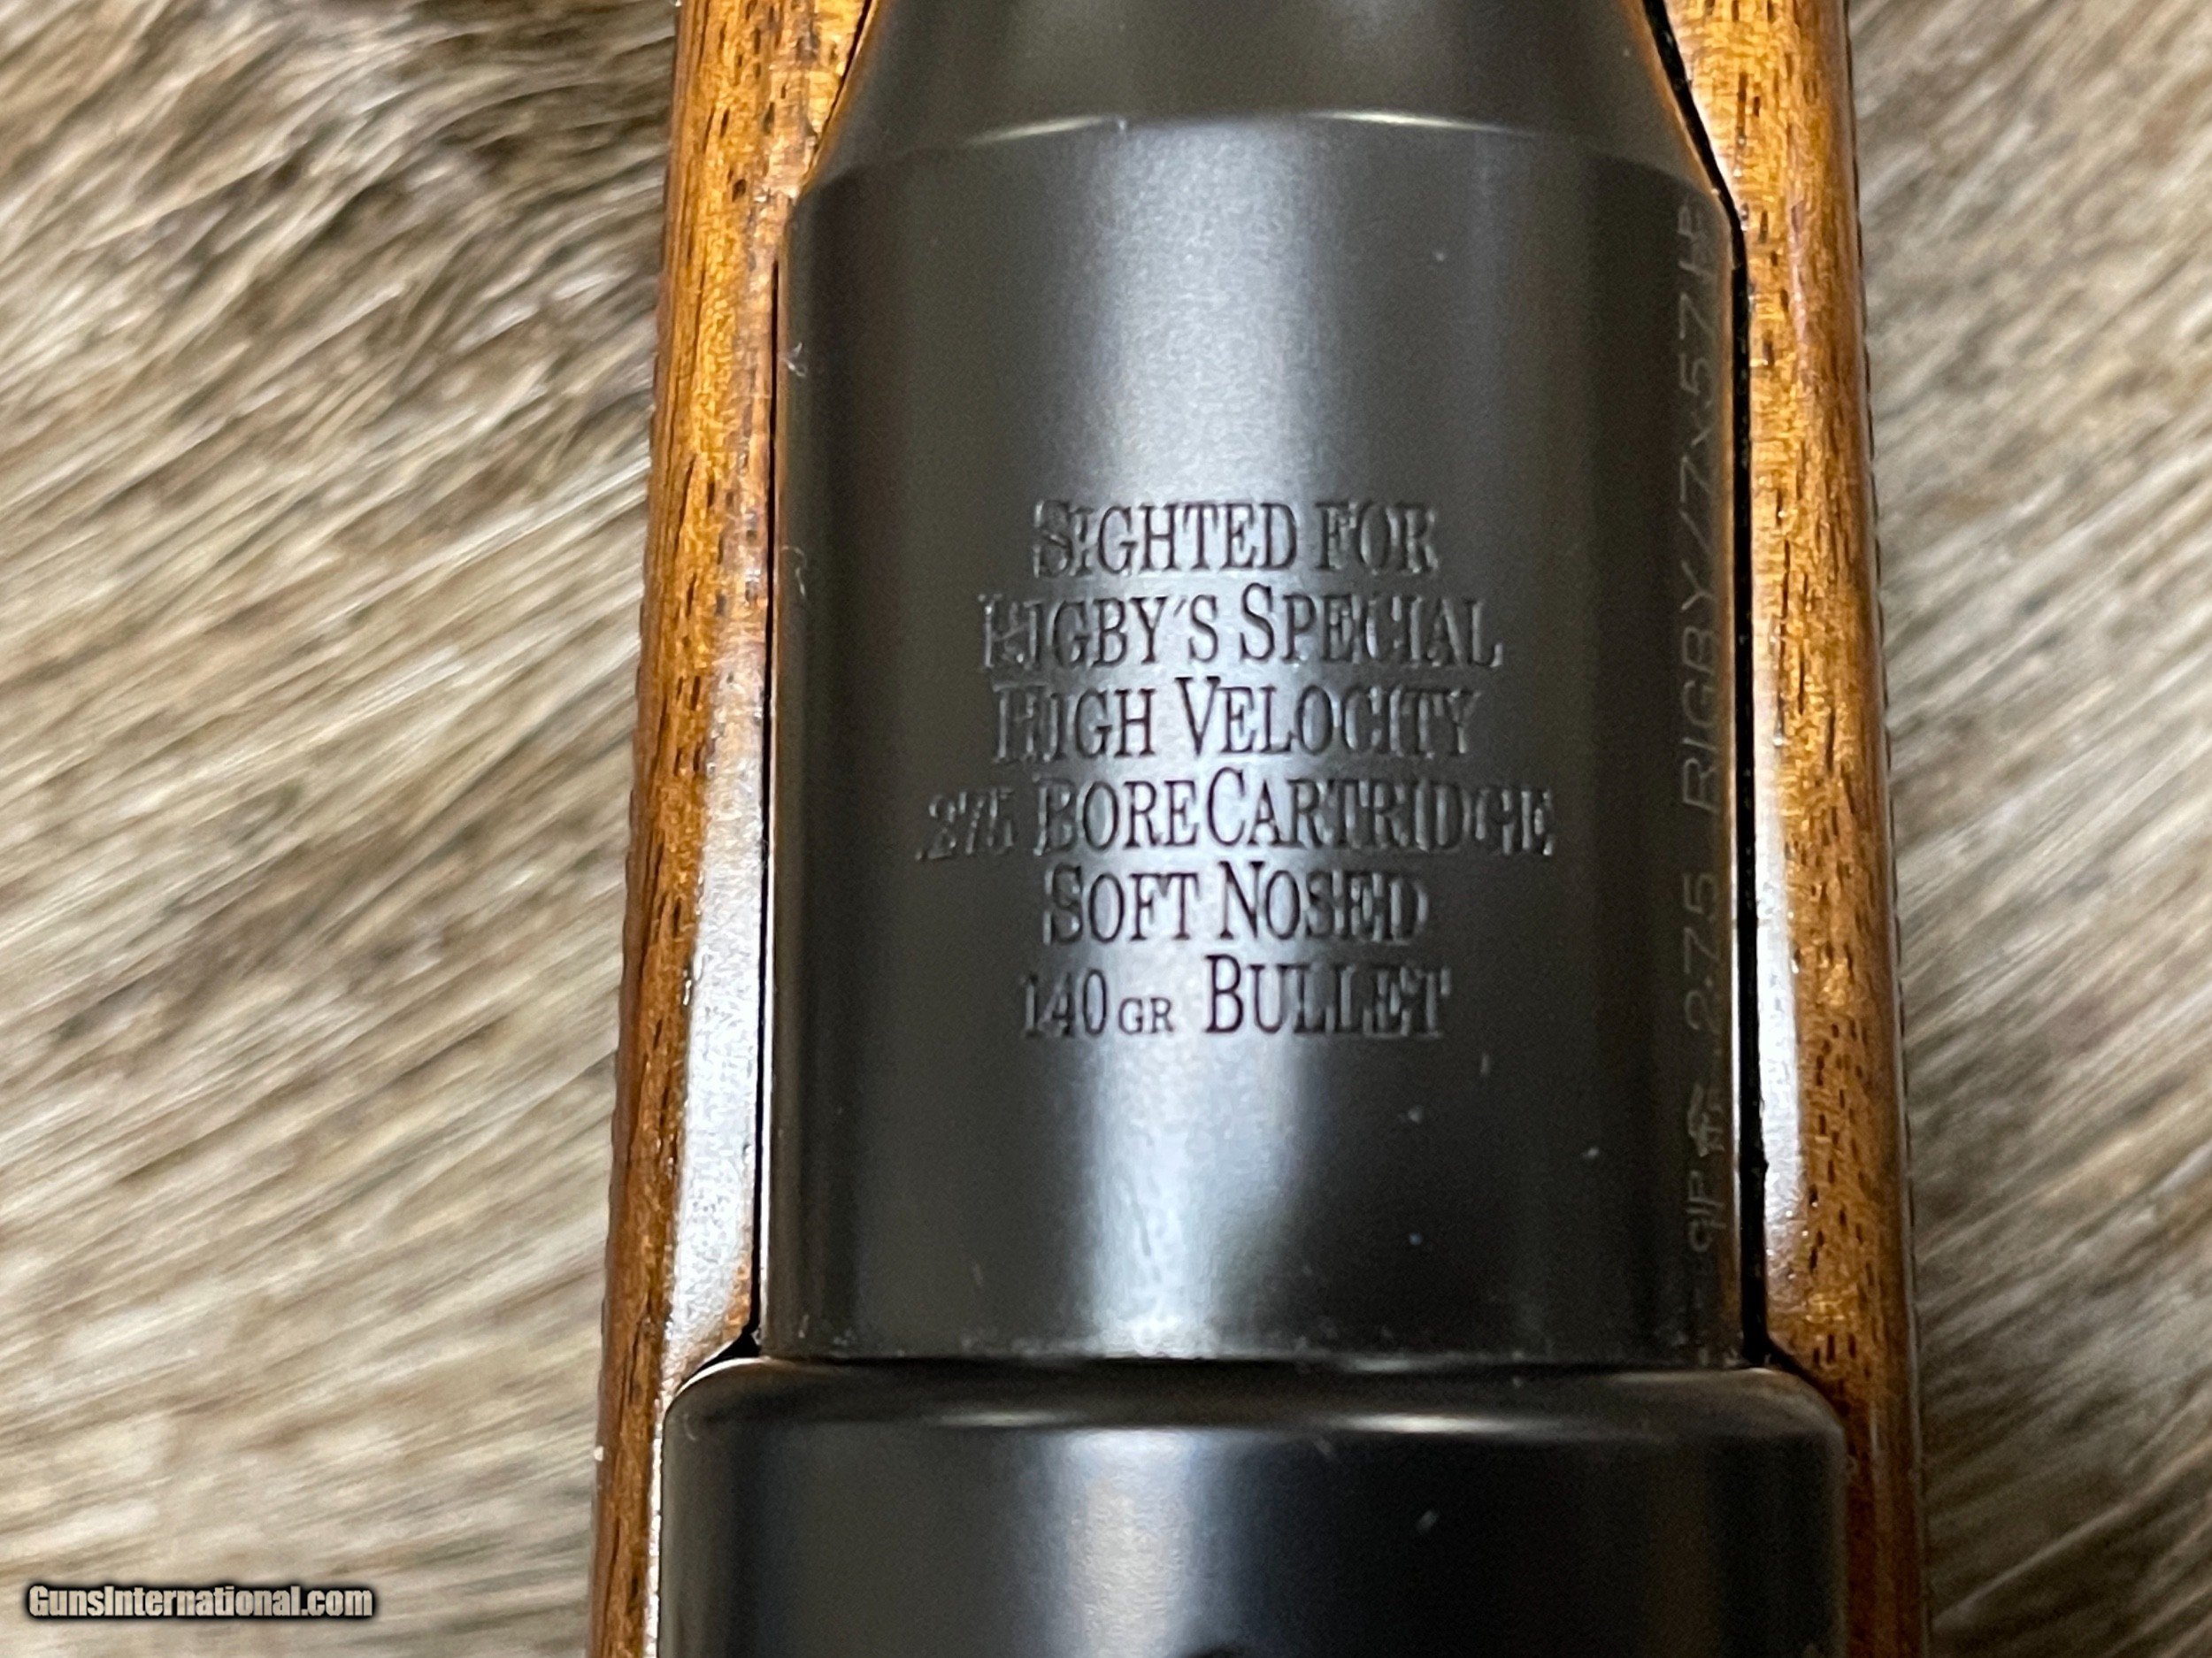 SIGHTED FOR
RIGBY'S SPECIAL
HIGH VELOCITY
.275 BORE CARTRIDGE
SOFT NOSED
140 GR BULLET
.275 RIGBY/7x57
GunsInternational.com